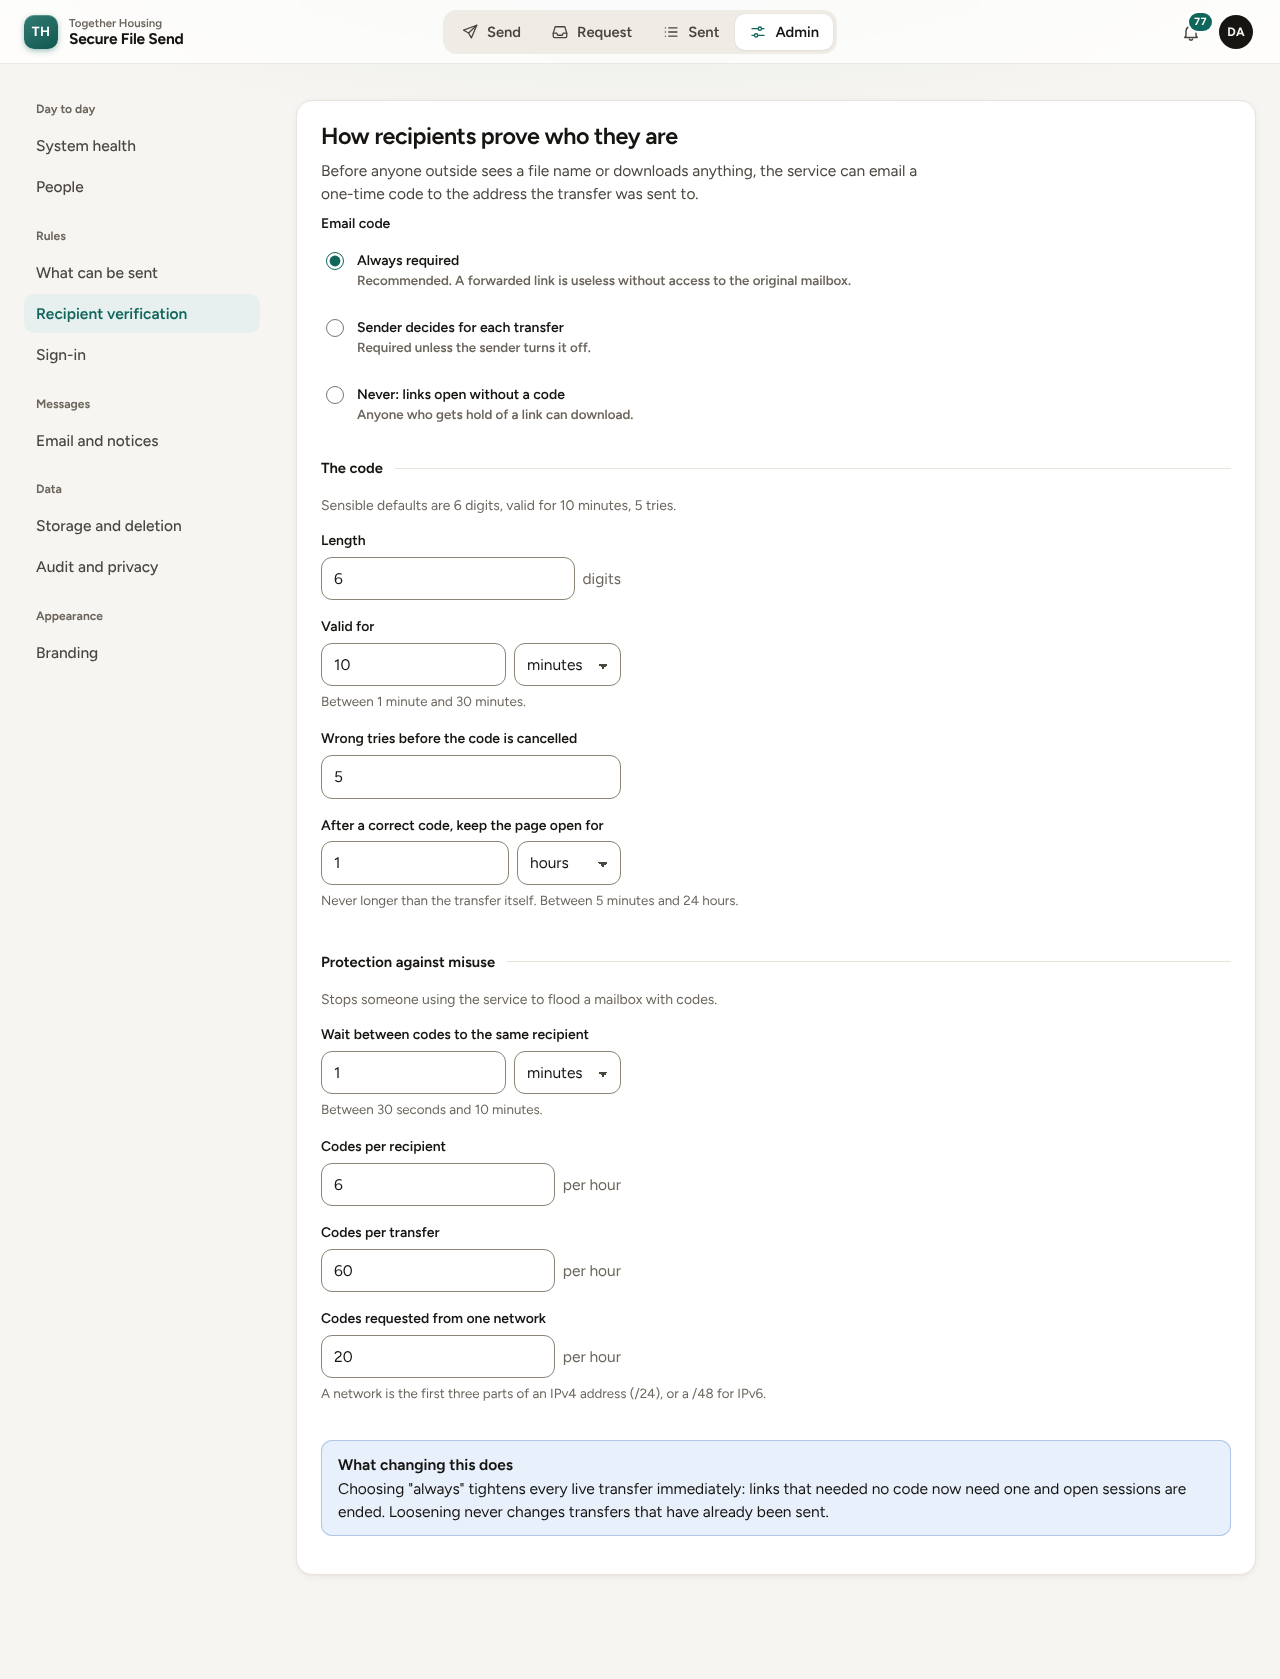 TH
Together Housing
Secure File Send
Send
Request
Sent
Admin
77
DA
Day to day
System health
People
Rules
What can be sent
Recipient verification
Sign-in
Messages
Email and notices
Data
Storage and deletion
Audit and privacy
Appearance
Branding
How recipients prove who they are
Before anyone outside sees a file name or downloads anything, the service can email a
one-time code to the address the transfer was sent to.
Email code
Always required
Recommended. A forwarded link is useless without access to the original mailbox.
Sender decides for each transfer
Required unless the sender turns it off.
Never: links open without a code
Anyone who gets hold of a link can download.
The code
Sensible defaults are 6 digits, valid for 10 minutes, 5 tries.
Length
6 digits
Valid for
10 minutes
Between 1 minute and 30 minutes.
Wrong tries before the code is cancelled
5
After a correct code, keep the page open for
1 hours
Never longer than the transfer itself. Between 5 minutes and 24 hours.
Protection against misuse
Stops someone using the service to flood a mailbox with codes.
Wait between codes to the same recipient
1 minutes
Between 30 seconds and 10 minutes.
Codes per recipient
6 per hour
Codes per transfer
60 per hour
Codes requested from one network
20 per hour
A network is the first three parts of an IPv4 address (/24), or a /48 for IPv6.
What changing this does
Choosing "always" tightens every live transfer immediately: links that needed no code now need one and open sessions are
ended. Loosening never changes transfers that have already been sent.